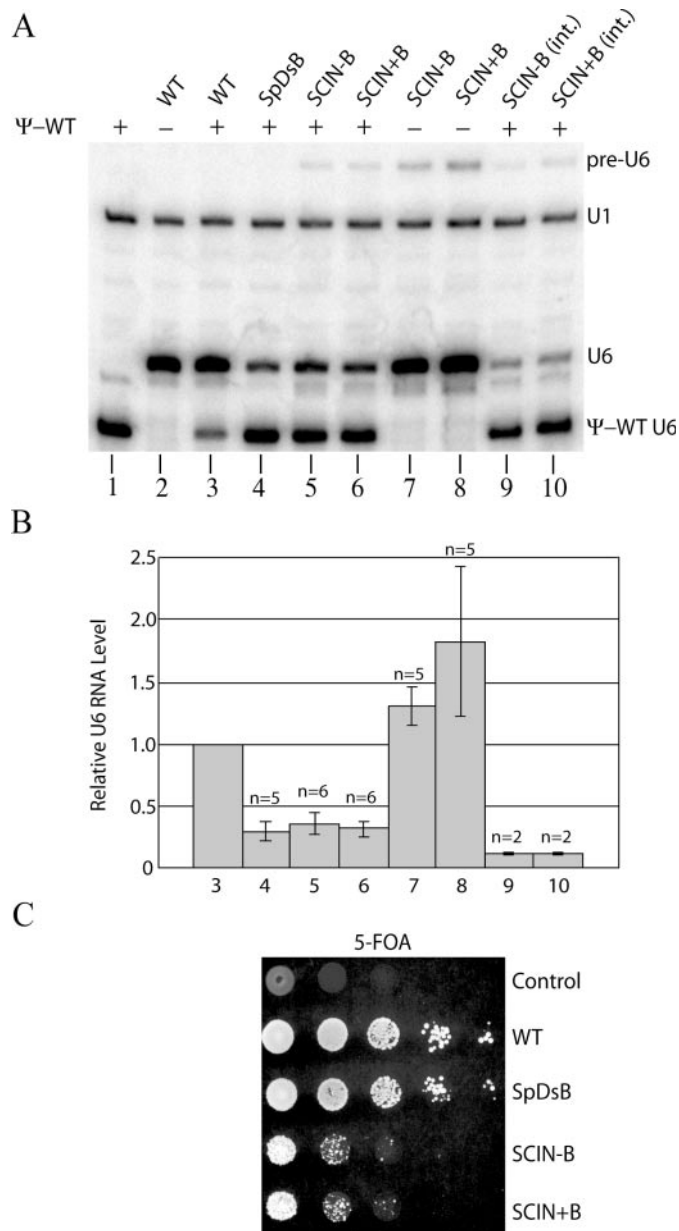 A
WT WT SpDsB SCIN-B SCIN+B SCIN-B SCIN+B SCIN-B (int.) SCIN+B (int.)
Ψ–WT + – + + + + – – + +
pre-U6
U1
U6
Ψ–WT U6
1 2 3 4 5 6 7 8 9 10
B
Relative U6 RNA Level
2.5
2.0
1.5
1.0
0.5
0
n=5
n=6
n=6
n=5
n=5
n=2
n=2
3 4 5 6 7 8 9 10
C
5-FOA
Control
WT
SpDsB
SCIN-B
SCIN+B